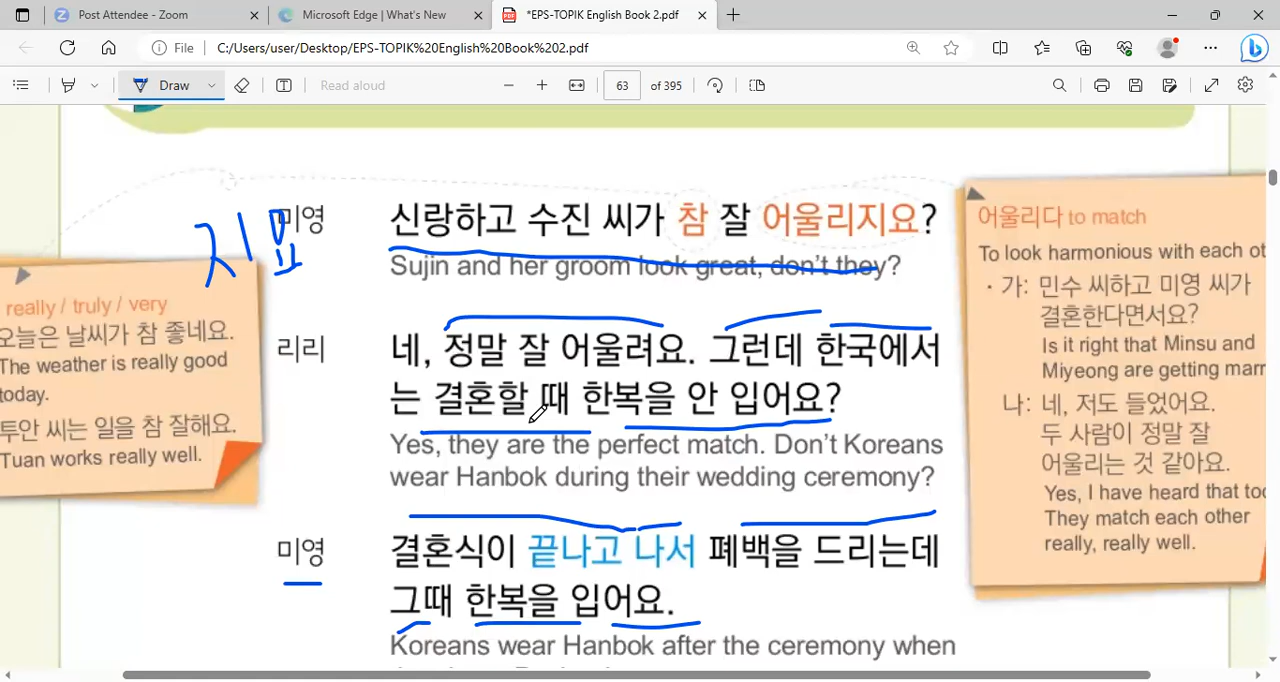 Post Attendee - Zoom
Microsoft Edge | What's New
*EPS-TOPIK English Book 2.pdf
File
C:/Users/user/Desktop/EPS-TOPIK%20English%20Book%202.pdf
Draw
Read aloud
63
of 395
지요
미영
신랑하고 수진 씨가 참 잘 어울리지요?
Sujin and her groom look great, don't they?
리리
네, 정말 잘 어울려요. 그런데 한국에서
는 결혼할 때 한복을 안 입어요?
Yes, they are the perfect match. Don't Koreans
wear Hanbok during their wedding ceremony?
미영
결혼식이 끝나고 나서 폐백을 드리는데
그때 한복을 입어요.
Koreans wear Hanbok after the ceremony when
really / truly / very
오늘은 날씨가 참 좋네요.
The weather is really good
today.
투안 씨는 일을 참 잘해요.
Tuan works really well.
어울리다 to match
To look harmonious with each ot
· 가: 민수 씨하고 미영 씨가
결혼한다면서요?
Is it right that Minsu and
Miyeong are getting marr
나: 네, 저도 들었어요.
두 사람이 정말 잘
어울리는 것 같아요.
Yes, I have heard that too
They match each other
really, really well.